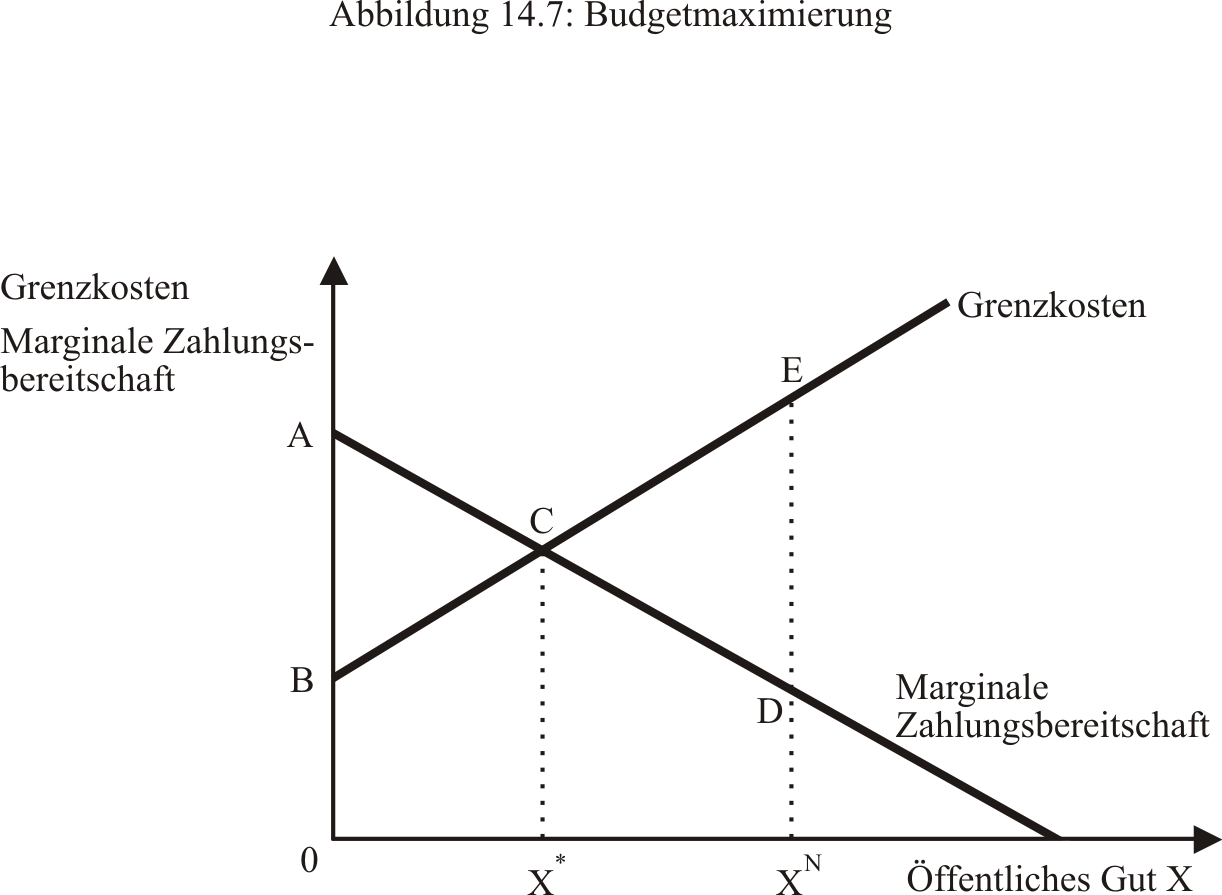 Abbildung 14.7: Budgetmaximierung
Grenzkosten
Marginale Zahlungs-
bereitschaft
Grenzkosten
E
A
C
B
D
Marginale
Zahlungsbereitschaft
0
X*
X^N
Öffentliches Gut X